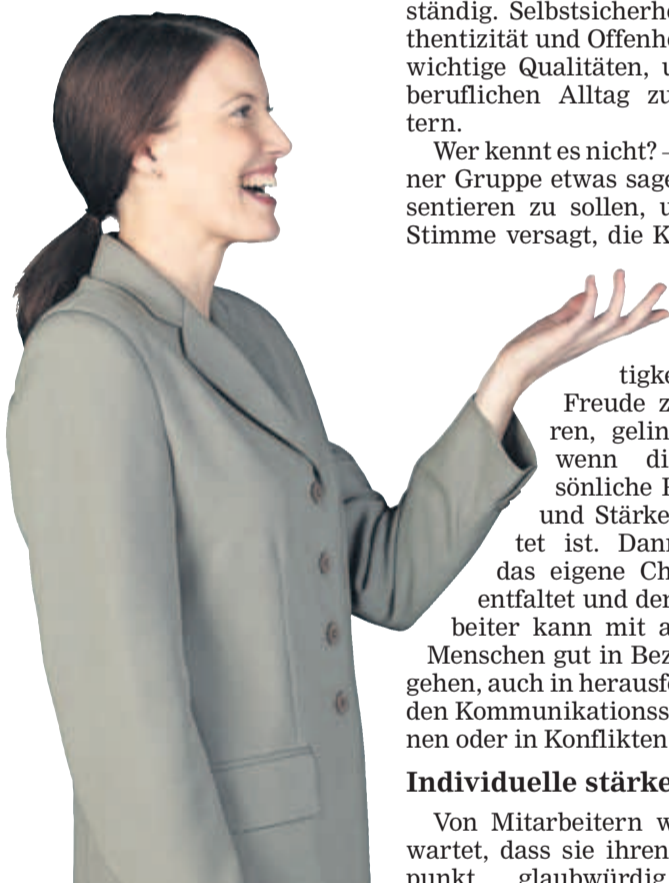 ständig. Selbstsicherhe
thentizität und Offenhe
wichtige Qualitäten, u
beruflichen Alltag zu
tern.
Wer kennt es nicht? –
ner Gruppe etwas sage
sentieren zu sollen, u
Stimme versagt, die K
tigke
Freude z
ren, gelin
wenn di
sönliche P
und Stärke
tet ist. Dann
das eigene Ch
entfaltet und der
beiter kann mit a
Menschen gut in Bez
gehen, auch in herausfo
den Kommunikationss
nen oder in Konflikten
Individuelle stärke
Von Mitarbeitern w
wartet, dass sie ihren
punkt glaubwürdig